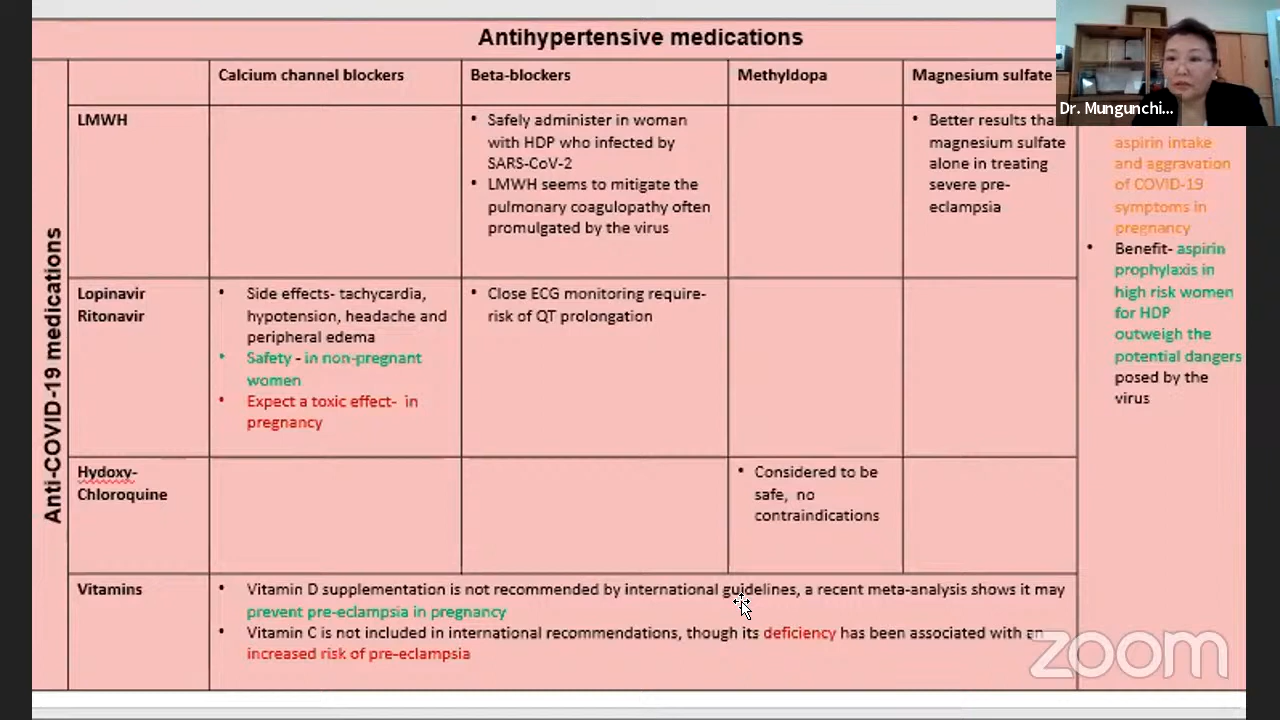 Antihypertensive medications
Calcium channel blockers
Beta-blockers
Methyldopa
Magnesium sulfate
Dr. Mungunchi...
Anti-COVID-19 medications
LMWH
• Safely administer in woman
with HDP who infected by
SARS-CoV-2
• LMWH seems to mitigate the
pulmonary coagulopathy often
promulgated by the virus
• Better results tha
magnesium sulfate
alone in treating
severe pre-
eclampsia
aspirin intake
and aggravation
of COVID-19
symptoms in
pregnancy
• Benefit- aspirin
prophylaxis in
high risk women
for HDP
outweigh the
potential dangers
posed by the
virus
Lopinavir
Ritonavir
• Side effects- tachycardia,
hypotension, headache and
peripheral edema
• Safety - in non-pregnant
women
• Expect a toxic effect- in
pregnancy
• Close ECG monitoring require-
risk of QT prolongation
Hydoxy-
Chloroquine
• Considered to be
safe, no
contraindications
Vitamins
• Vitamin D supplementation is not recommended by international guidelines, a recent meta-analysis shows it may
prevent pre-eclampsia in pregnancy
• Vitamin C is not included in international recommendations, though its deficiency has been associated with an
increased risk of pre-eclampsia
zoom